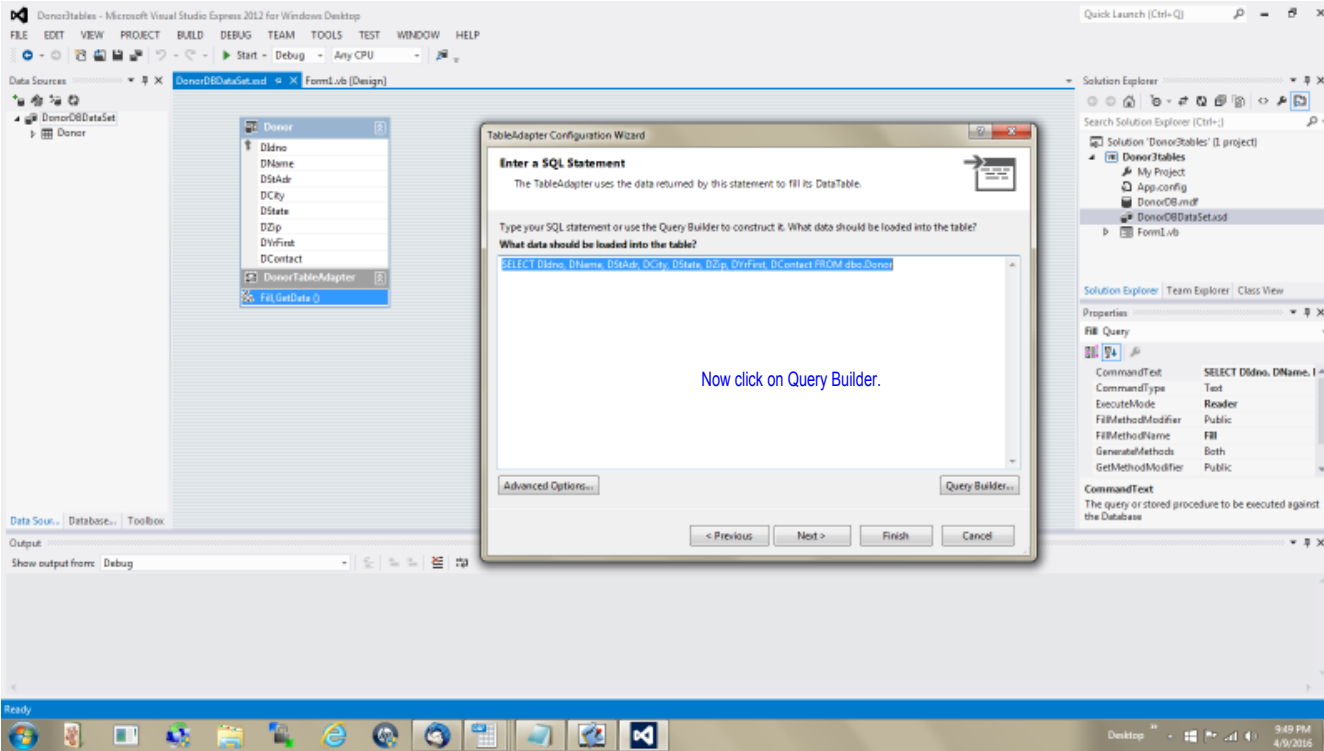 Donor3tables - Microsoft Visual Studio Express 2012 for Windows Desktop
Quick Launch (Ctrl+Q)
FILE EDIT VIEW PROJECT BUILD DEBUG TEAM TOOLS TEST WINDOW HELP
Start Debug Any CPU
Data Sources
DonorDBDataSet.xsd Form1.vb [Design]
Solution Explorer
DonorDBDataSet
Donor
Search Solution Explorer (Ctrl+;)
Solution 'Donor3tables' (1 project)
Donor3tables
My Project
App.config
DonorDB.mdf
DonorDBDataSet.xsd
Form1.vb
Donor
DIdno
DName
DStAdr
DCity
DState
DZip
DYrFirst
DContact
DonorTableAdapter
Fill,GetData ()
TableAdapter Configuration Wizard
Enter a SQL Statement
The TableAdapter uses the data returned by this statement to fill its DataTable.
Type your SQL statement or use the Query Builder to construct it. What data should be loaded into the table?
What data should be loaded into the table?
SELECT DIdno, DName, DStAdr, DCity, DState, DZip, DYrFirst, DContact FROM dbo.Donor
Now click on Query Builder.
Advanced Options...
Query Builder...
< Previous Next > Finish Cancel
Solution Explorer Team Explorer Class View
Properties
Fill Query
CommandText SELECT DIdno, DName, I
CommandType Text
ExecuteMode Reader
FillMethodModifier Public
FillMethodName Fill
GenerateMethods Both
GetMethodModifier Public
CommandText
The query or stored procedure to be executed against
the Database
Data Sour... Database... Toolbox
Output
Show output from: Debug
Ready
Desktop
9:49 PM
4/9/2016